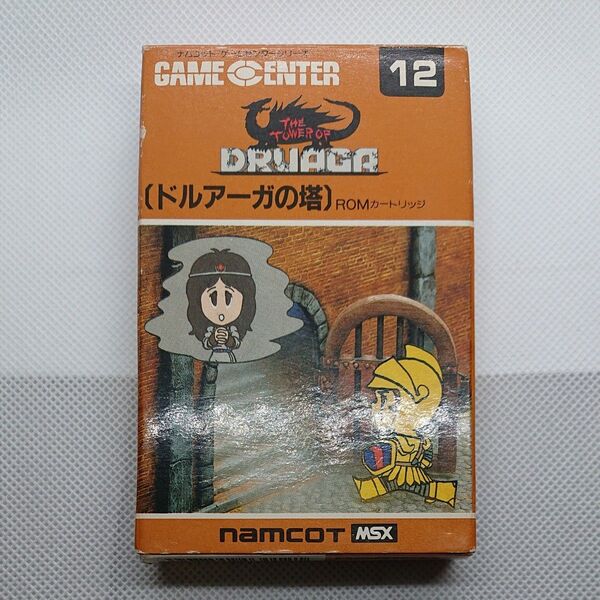 ナムコット ゲームセンターシリーズ
GAME CENTER
12
THE
TOWER OF
DRUAGA
〔ドルアーガの塔〕 ROMカートリッジ
namcot MSX